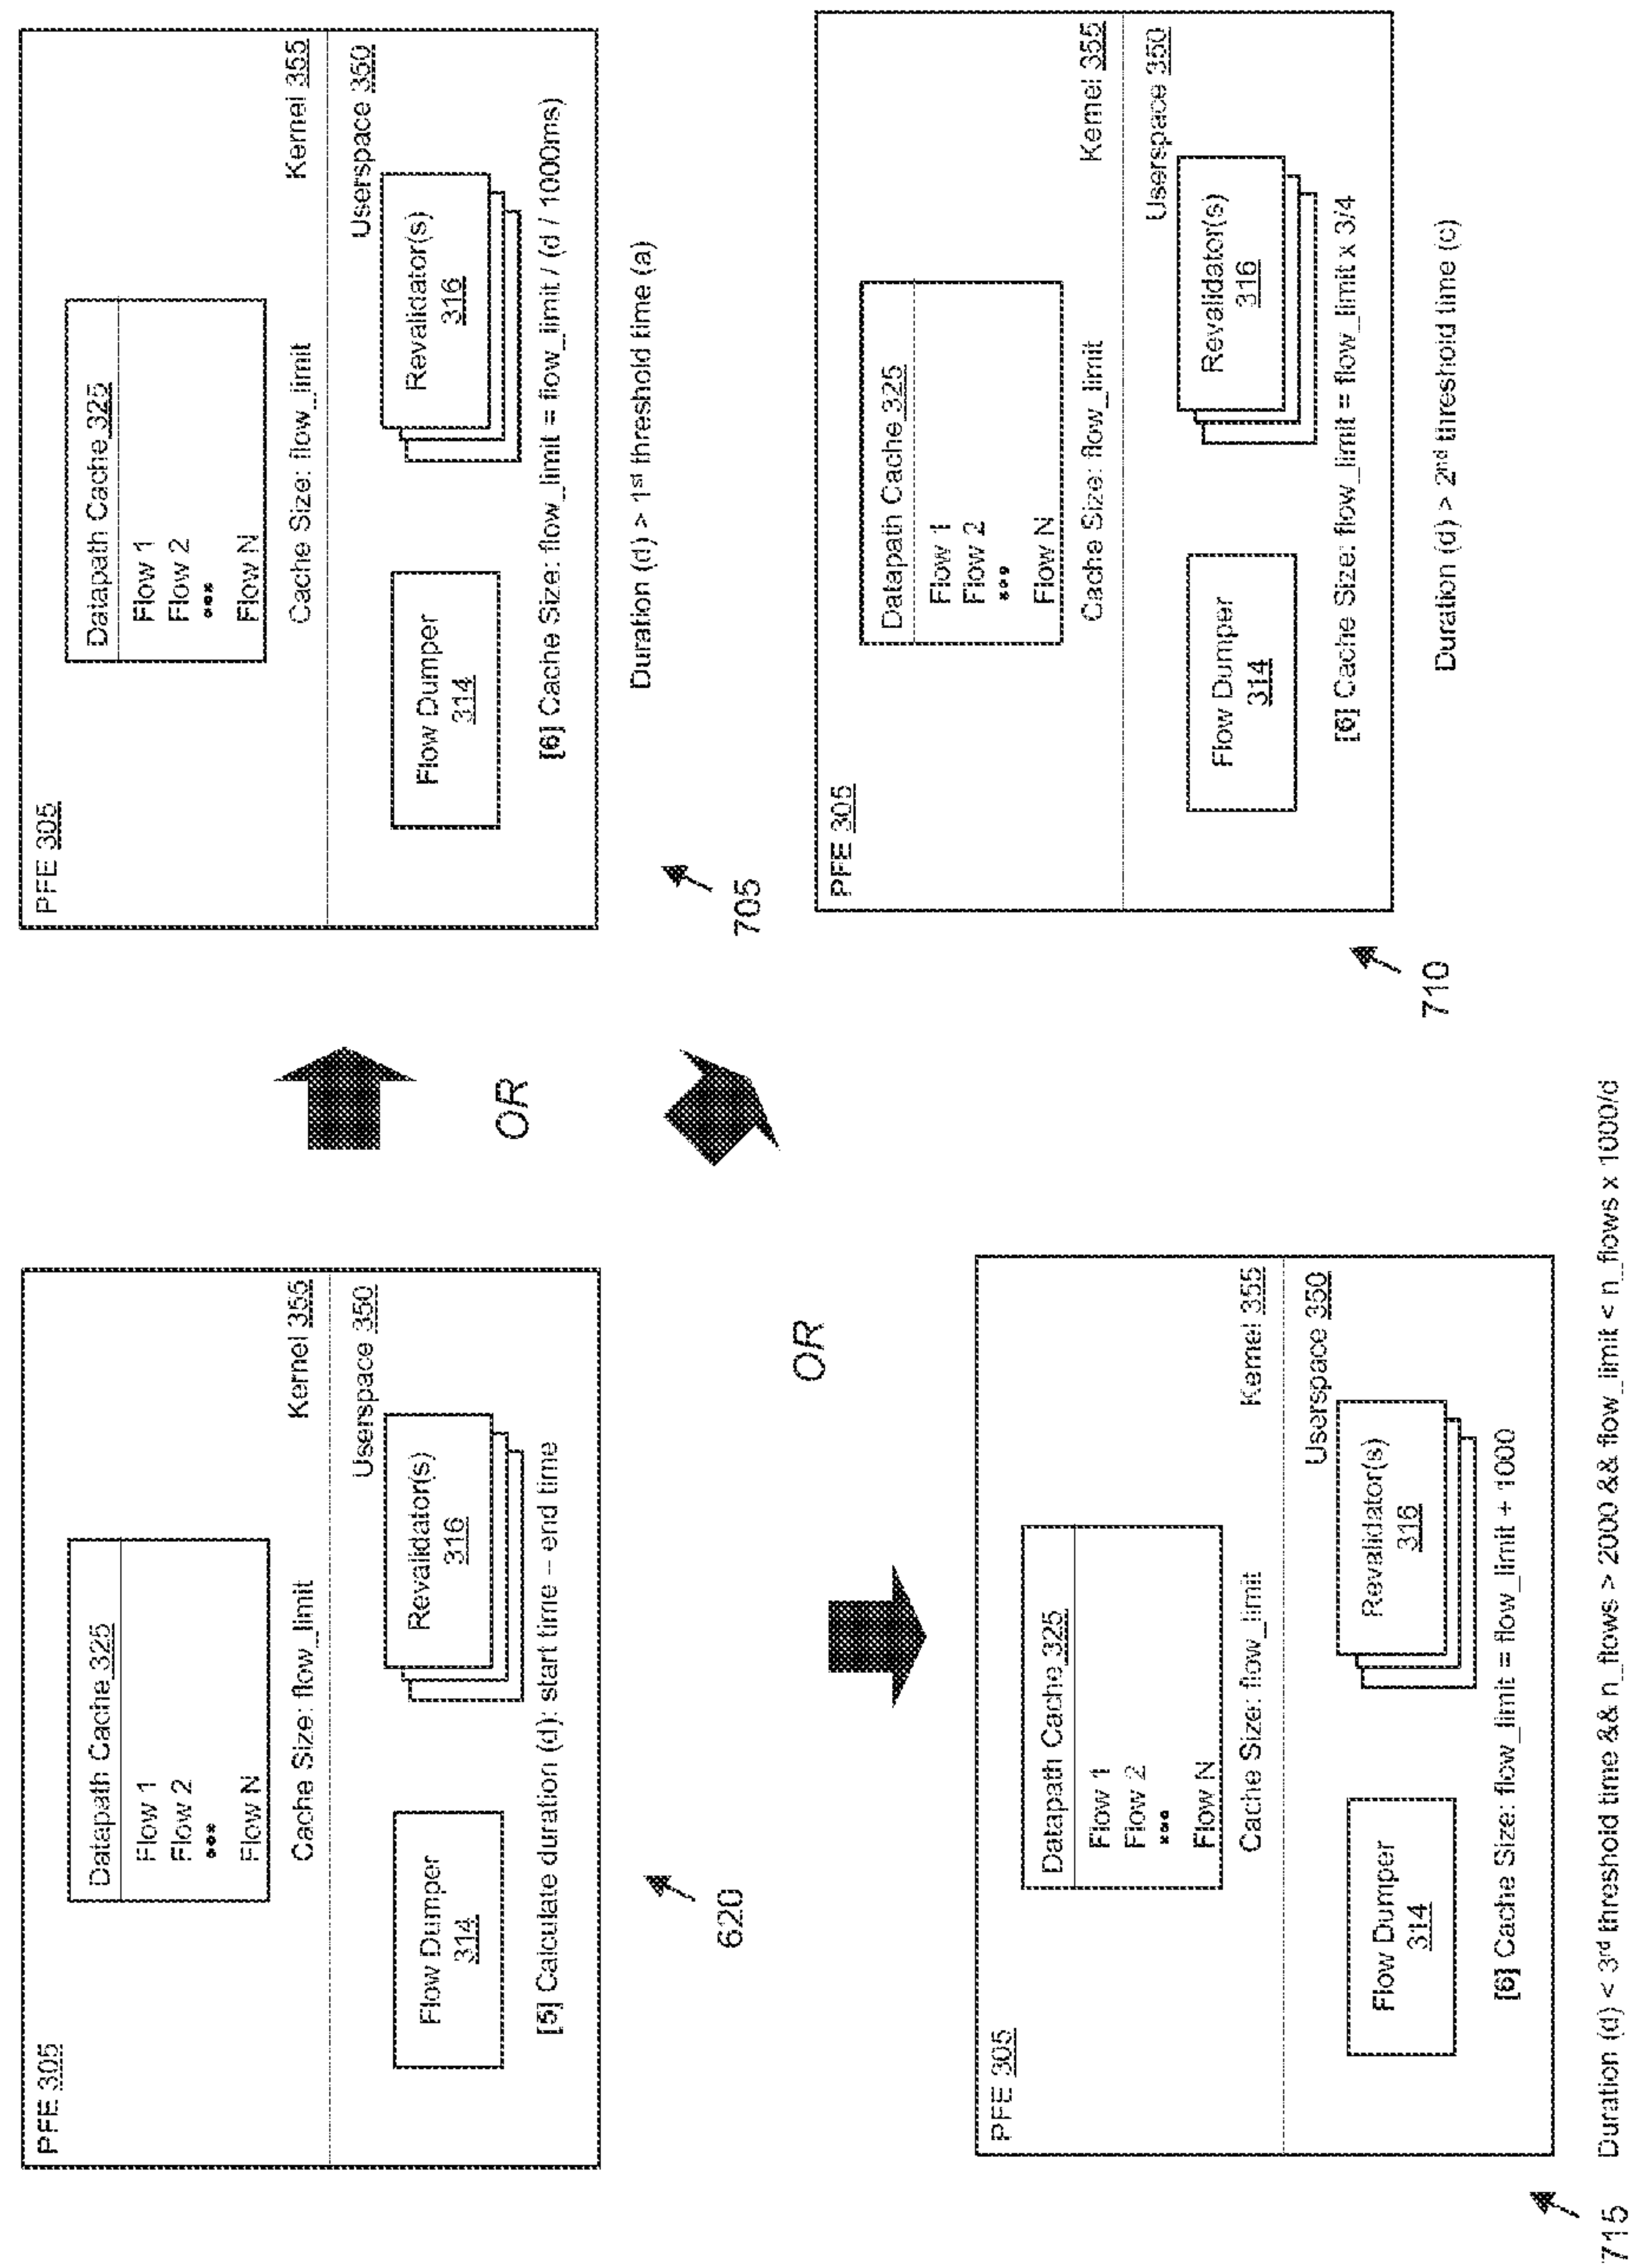 PFE 305
Datapath Cache 325
Flow 1
Flow 2
•••
Flow N
Cache Size: flow_limit
Kernel 355
Userspace 350
Flow Dumper
314
Revalidator(s)
316
[5] Calculate duration (d): start time – end time
620
OR
PFE 305
Datapath Cache 325
Flow 1
Flow 2
•••
Flow N
Cache Size: flow_limit
Kernel 355
Userspace 350
Flow Dumper
314
Revalidator(s)
316
[6] Cache Size: flow_limit = flow_limit / (d / 1000ms)
Duration (d) > 1st threshold time (a)
705
OR
PFE 305
Datapath Cache 325
Flow 1
Flow 2
•••
Flow N
Cache Size: flow_limit
Kernel 355
Userspace 350
Flow Dumper
314
Revalidator(s)
316
[6] Cache Size: flow_limit = flow_limit + 1000
715
Duration (d) < 3rd threshold time && n_flows > 2000 && flow_limit < n_flows x 1000/d
PFE 305
Datapath Cache 325
Flow 1
Flow 2
•••
Flow N
Cache Size: flow_limit
Kernel 355
Userspace 350
Flow Dumper
314
Revalidator(s)
316
[6] Cache Size: flow_limit = flow_limit x 3/4
Duration (d) > 2nd threshold time (c)
710